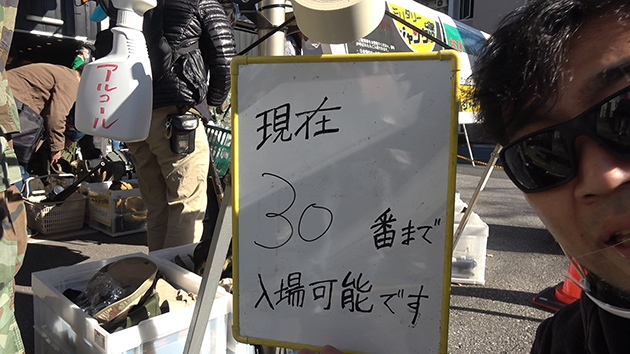 アルコール
現在
30 番まで
入場可能です